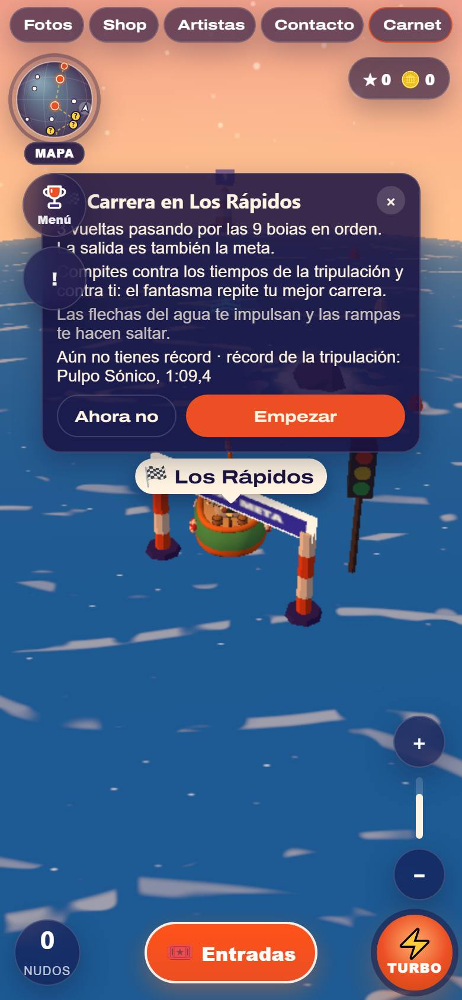 Fotos
Shop
Artistas
Contacto
Carnet
★ 0 0
? ? ?
MAPA
Menú
!
Carrera en Los Rápidos
×
3 vueltas pasando por las 9 boias en orden.
La salida es también la meta.
Compites contra los tiempos de la tripulación y
contra ti: el fantasma repite tu mejor carrera.
Las flechas del agua te impulsan y las rampas
te hacen saltar.
Aún no tienes récord · récord de la tripulación:
Pulpo Sónico, 1:09,4
Ahora no
Empezar
Los Rápidos
META
+
−
0
NUDOS
Entradas
TURBO